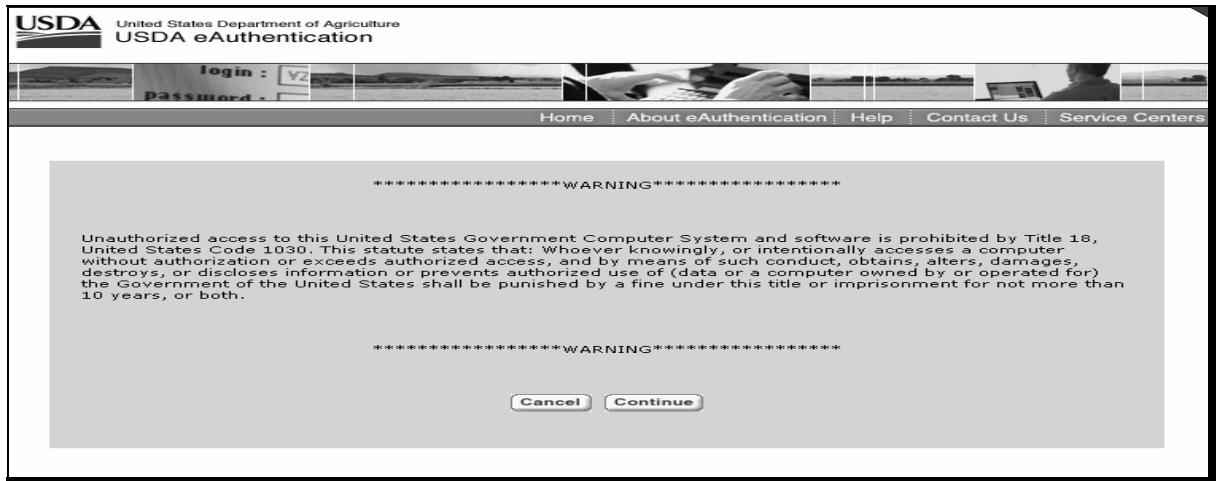 USDA United States Department of Agriculture
USDA eAuthentication
login : YZ
password :
Home About eAuthentication Help Contact Us Service Centers
*****************WARNING*****************
Unauthorized access to this United States Government Computer System and software is prohibited by Title 18,
United States Code 1030. This statute states that: Whoever knowingly, or intentionally accesses a computer
without authorization or exceeds authorized access, and by means of such conduct, obtains, alters, damages,
destroys, or discloses information or prevents authorized use of (data or a computer owned by or operated for)
the Government of the United States shall be punished by a fine under this title or imprisonment for not more than
10 years, or both.
*****************WARNING*****************
Cancel Continue